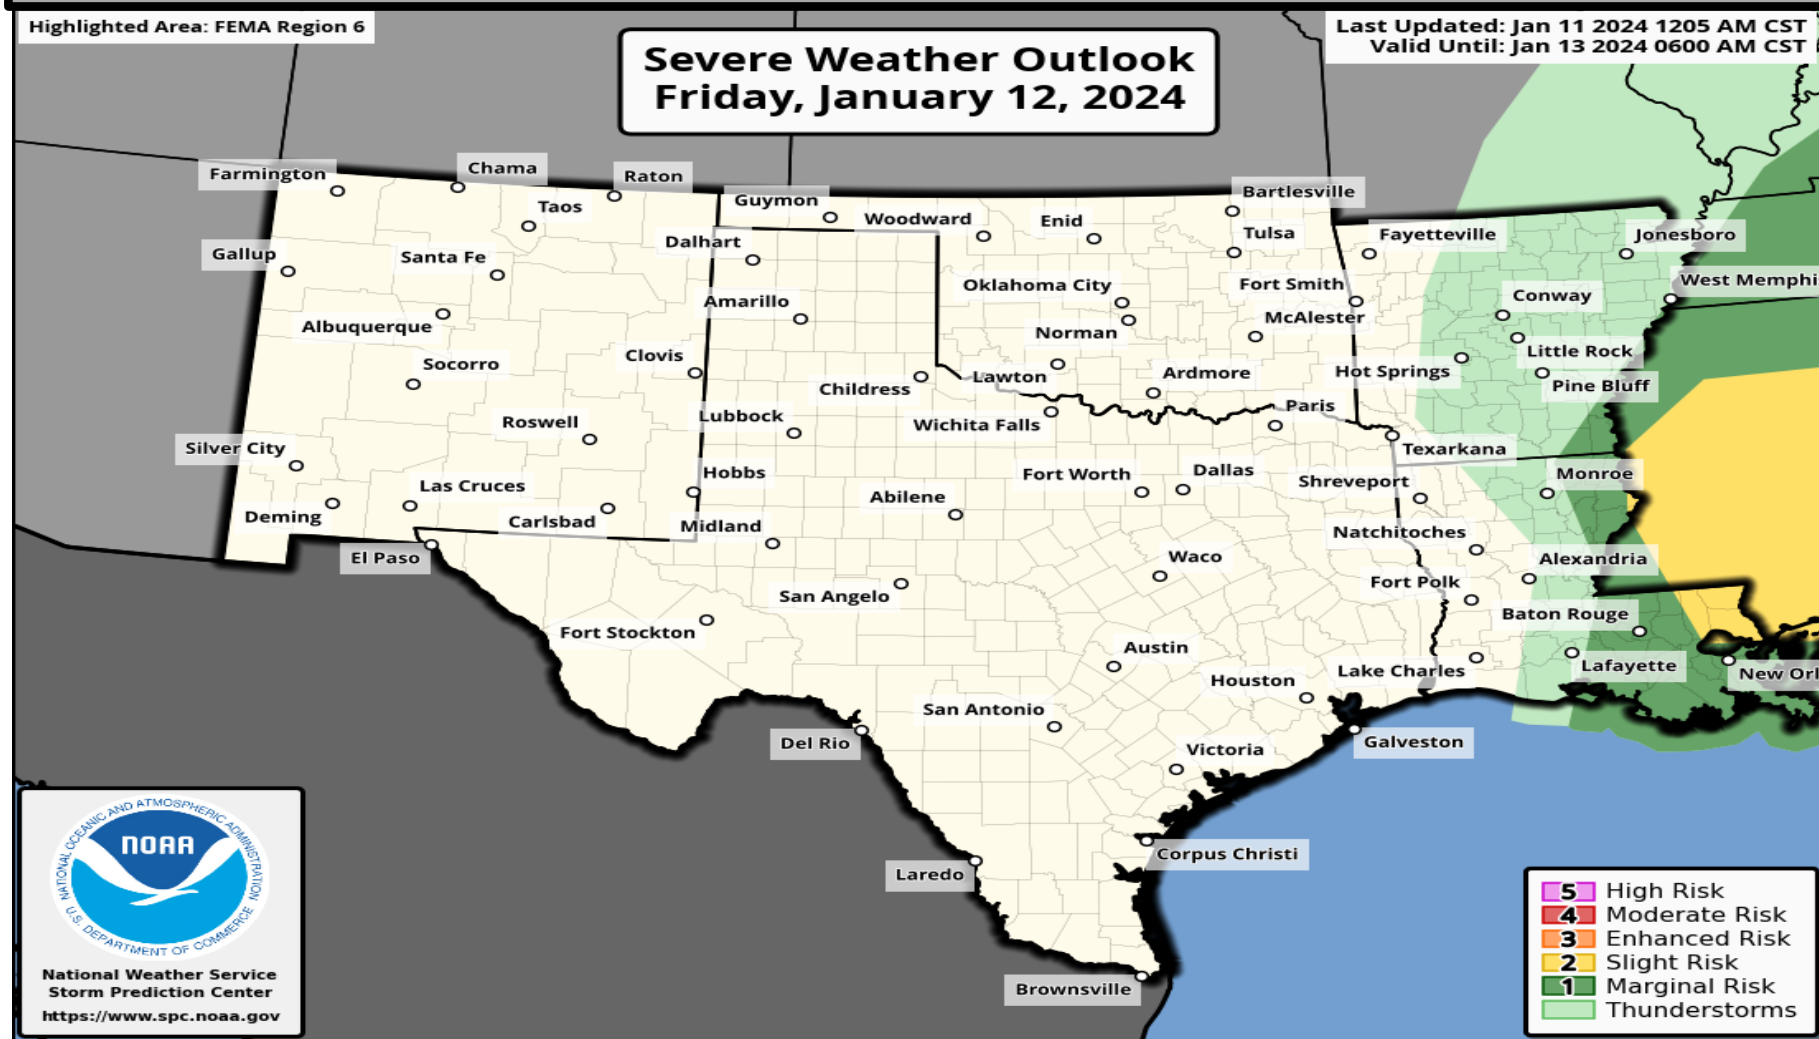 Highlighted Area: FEMA Region 6
Last Updated: Jan 11 2024 1205 AM CST
Valid Until: Jan 13 2024 0600 AM CST
Severe Weather Outlook
Friday, January 12, 2024
Farmington
Chama
Raton
Taos
Guymon
Woodward
Enid
Bartlesville
Gallup
Santa Fe
Dalhart
Tulsa
Fayetteville
Jonesboro
Albuquerque
Amarillo
Oklahoma City
Fort Smith
Conway
West Memphi
Norman
McAlester
Socorro
Clovis
Childress
Lawton
Ardmore
Hot Springs
Little Rock
Pine Bluff
Roswell
Lubbock
Wichita Falls
Paris
Texarkana
Silver City
Hobbs
Fort Worth
Dallas
Shreveport
Monroe
Deming
Las Cruces
Carlsbad
Midland
Abilene
Natchitoches
El Paso
Waco
Alexandria
San Angelo
Fort Polk
Fort Stockton
Baton Rouge
Austin
Lake Charles
Lafayette
New Orl
Houston
San Antonio
Del Rio
Victoria
Galveston
Laredo
Corpus Christi
Brownsville
NATIONAL OCEANIC AND ATMOSPHERIC ADMINISTRATION
NOAA
U.S. DEPARTMENT OF COMMERCE
National Weather Service
Storm Prediction Center
https://www.spc.noaa.gov
5 High Risk
4 Moderate Risk
3 Enhanced Risk
2 Slight Risk
1 Marginal Risk
Thunderstorms